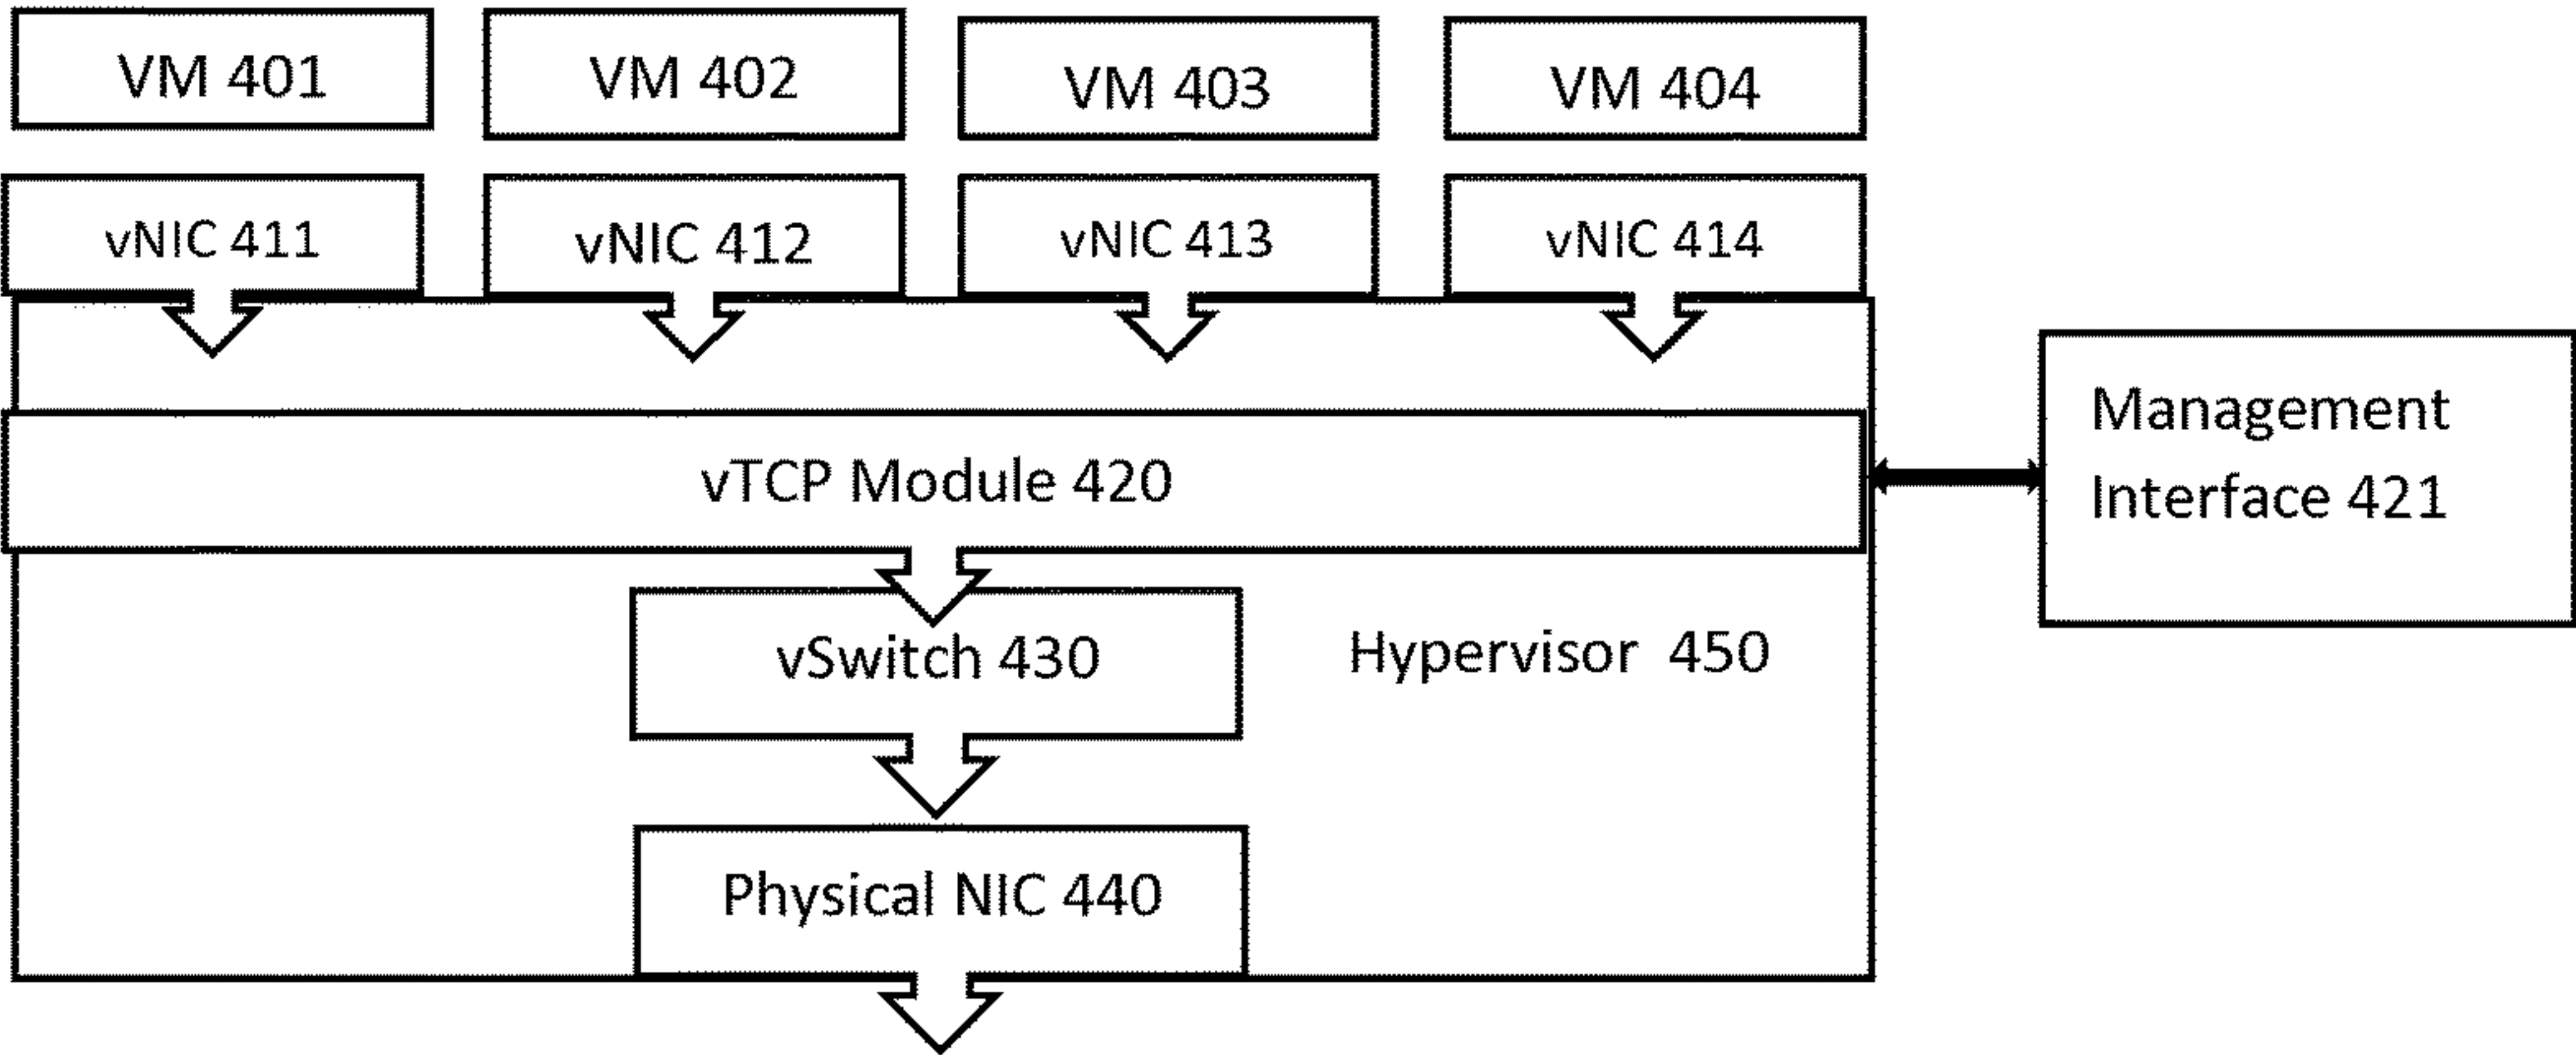 VM 401
VM 402
VM 403
VM 404
vNIC 411
vNIC 412
vNIC 413
vNIC 414
vTCP Module 420
Management
Interface 421
vSwitch 430
Hypervisor 450
Physical NIC 440